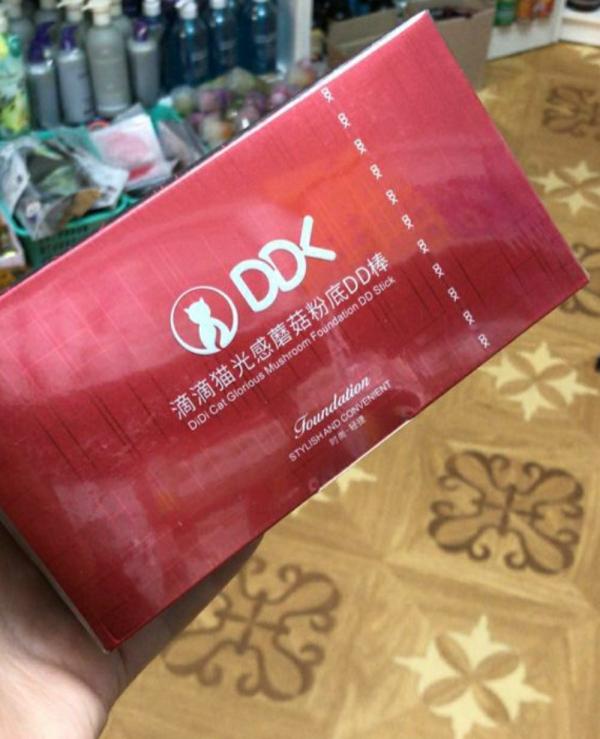 DDK
滴滴猫光感蘑菇粉底DD棒
DiDi Cat Glorious Mushroom Foundation DD Stick
Foundation
STYLISH AND CONVENIENT
时尚·轻捷